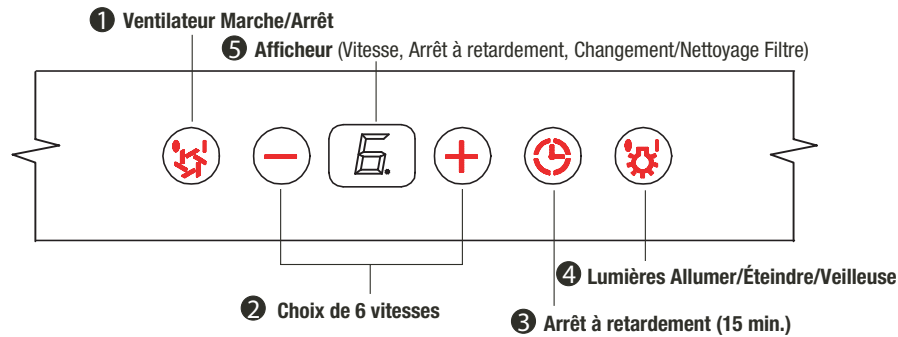 ❶ Ventilateur Marche/Arrêt
❺ Afficheur (Vitesse, Arrêt à retardement, Changement/Nettoyage Filtre)
6.
❹ Lumières Allumer/Éteindre/Veilleuse
❷ Choix de 6 vitesses
❸ Arrêt à retardement (15 min.)